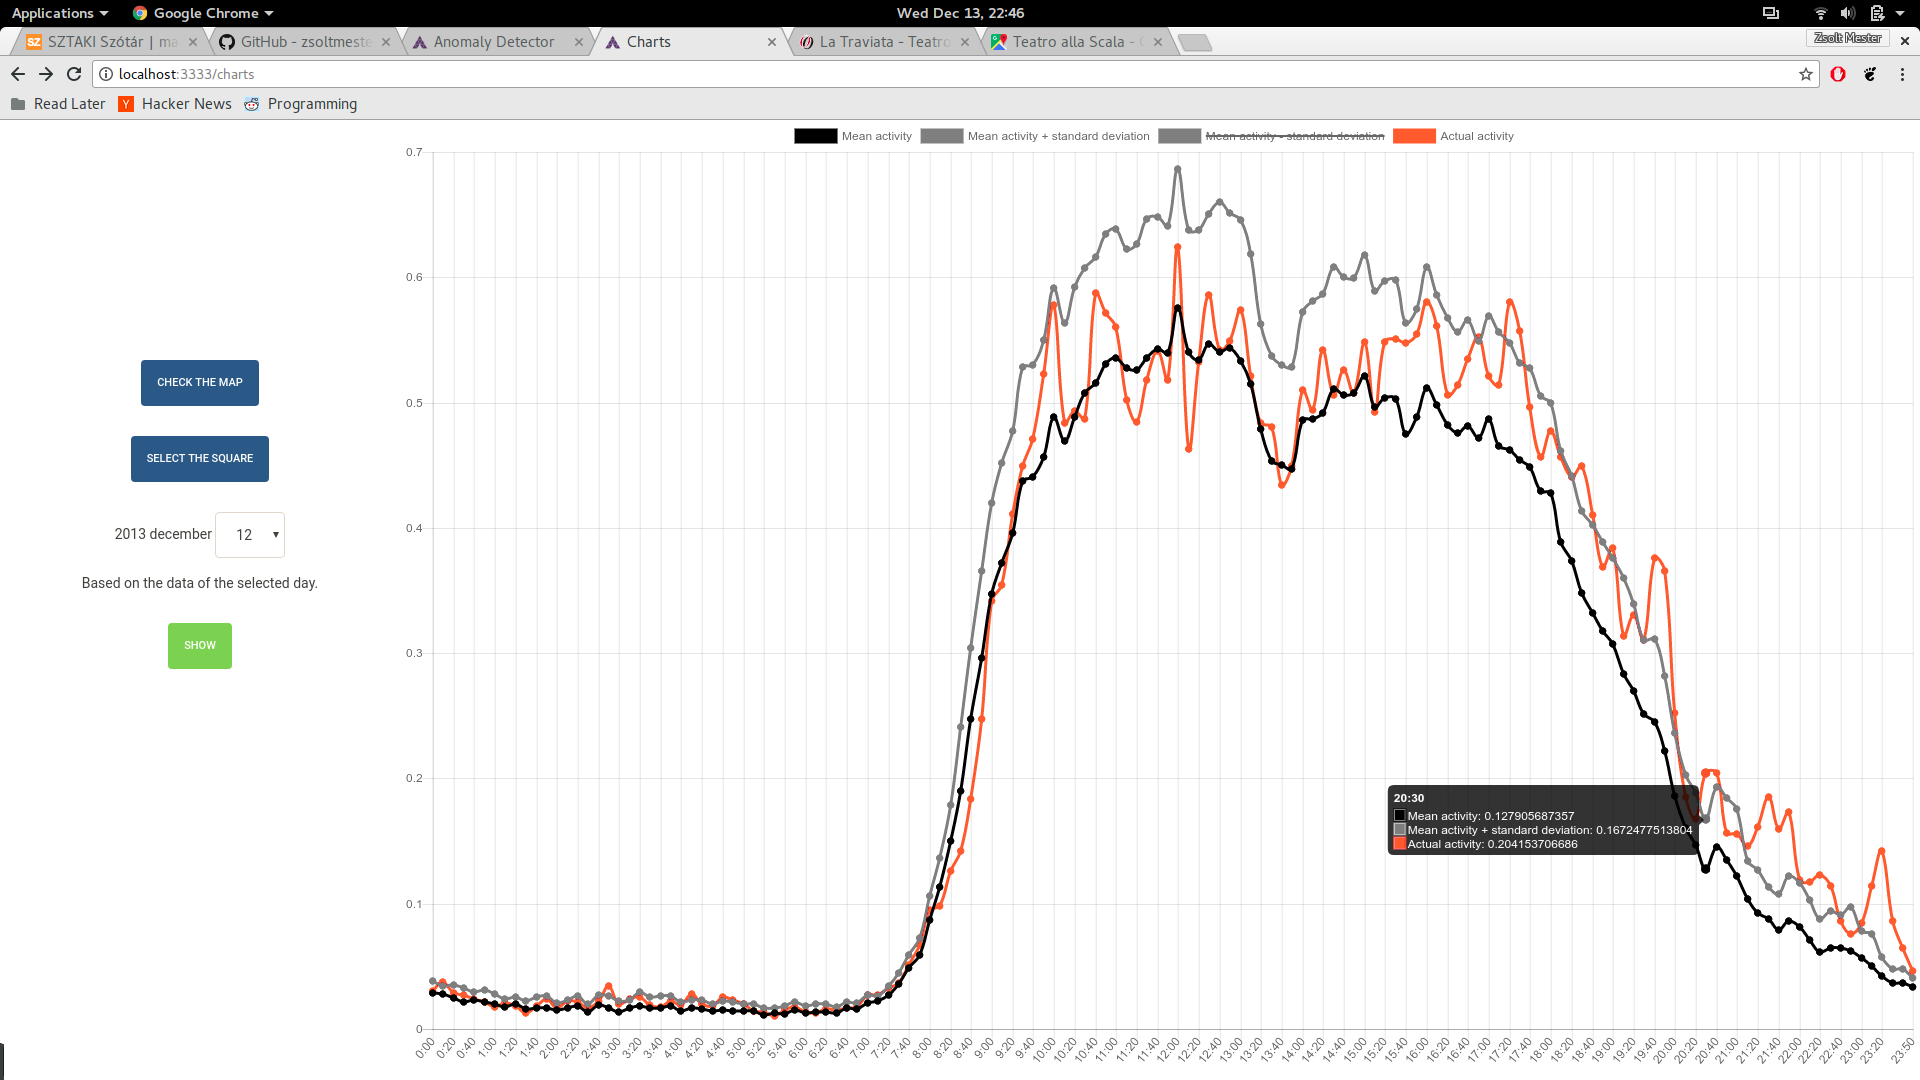 Applications
Google Chrome
Wed Dec 13, 22:46
SZTAKI Szótár | ma
GitHub - zsoltmeste
Anomaly Detector
Charts
La Traviata - Teatro
Teatro alla Scala -
Zsolt Mester
localhost:3333/charts
Read Later
Hacker News
Programming
Mean activity
Mean activity + standard deviation
Mean activity - standard deviation
Actual activity
CHECK THE MAP
SELECT THE SQUARE
2013 december 12
Based on the data of the selected day.
SHOW
0.7
0.6
0.5
0.4
0.3
0.2
0.1
0
20:30
Mean activity: 0.127905687357
Mean activity + standard deviation: 0.1672477513804
Actual activity: 0.204153706686
0:00 0:20 0:40 1:00 1:20 1:40 2:00 2:20 2:40 3:00 3:20 3:40 4:00 4:20 4:40 5:00 5:20 5:40 6:00 6:20 6:40 7:00 7:20 7:40 8:00 8:20 8:40 9:00 9:20 9:40 10:00 10:20 10:40 11:00 11:20 11:40 12:00 12:20 12:40 13:00 13:20 13:40 14:00 14:20 14:40 15:00 15:20 15:40 16:00 16:20 16:40 17:00 17:20 17:40 18:00 18:20 18:40 19:00 19:20 19:40 20:00 20:20 20:40 21:00 21:20 21:40 22:00 22:20 22:40 23:00 23:20 23:50